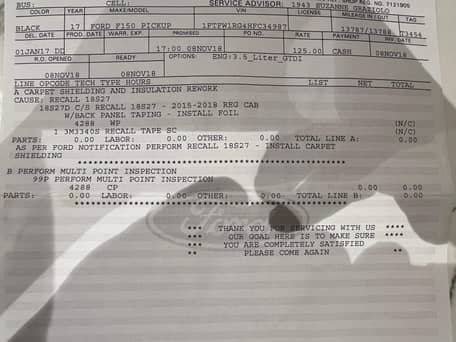 BUS: CELL: SERVICE ADVISOR: 1943 SUZANNE GRAZIOLO
COLOR YEAR MAKE/MODEL VIN LICENSE MILEAGE IN/OUT TAG
BLACK 17 FORD F150 PICKUP 1FTFW1RG4HFC34987 13787/13788 T3454
DEL. DATE PROD. DATE WARR. EXP. PROMISED PO NO. RATE PAYMENT INV. DATE
01JAN17 DD 17:00 08NOV18 125.00 CASH 08NOV18
R.O. OPENED READY OPTIONS: ENG:3.5_Liter_GTDI
08NOV18 08NOV18
LINE OPCODE TECH TYPE HOURS LIST NET TOTAL
A CARPET SHIELDING AND INSULATION REWORK
CAUSE: RECALL 18S27
18S27D C/S RECALL 18S27 - 2015-2018 REG CAB
W/BACK PANEL TAPING - INSTALL FOIL
4288 WP (N/C)
1 3M3340S RECALL TAPE SC (N/C)
PARTS: 0.00 LABOR: 0.00 OTHER: 0.00 TOTAL LINE A: 0.00
AS PER FORD NOTIFICATION PERFORM RECALL 18S27 - INSTALL CARPET
SHIELDING
B PERFORM MULTI POINT INSPECTION
99P PERFORM MULTI POINT INSPECTION
4288 CP 0.00 0.00
PARTS: 0.00 LABOR: 0.00 OTHER: 0.00 TOTAL LINE B: 0.00
*** THANK YOU FOR SERVICING WITH US ****
*** OUR GOAL HERE IS TO MAKE SURE ****
*** YOU ARE COMPLETELY SATISFIED **
** PLEASE COME AGAIN **